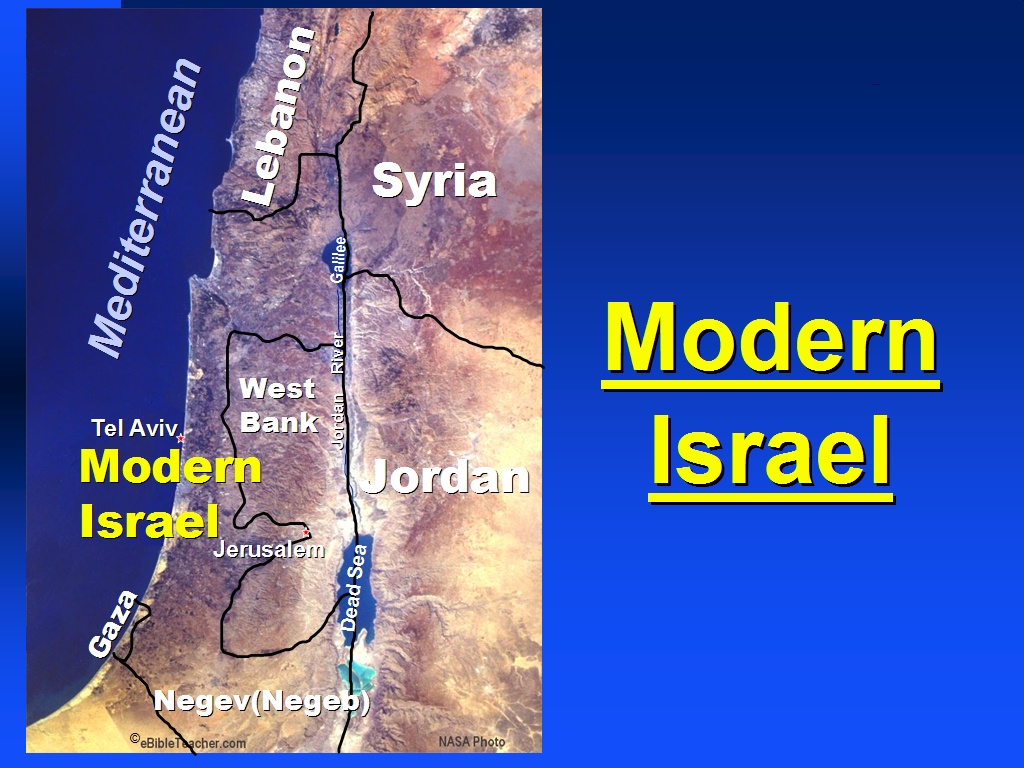 Mediterranean
Lebanon
Syria
Galilee
Jordan River
West
Bank
Tel Aviv
Modern
Israel
Jordan
Jerusalem
Dead Sea
Gaza
Negev(Negeb)
©eBibleTeacher.com
NASA Photo
Modern
Israel